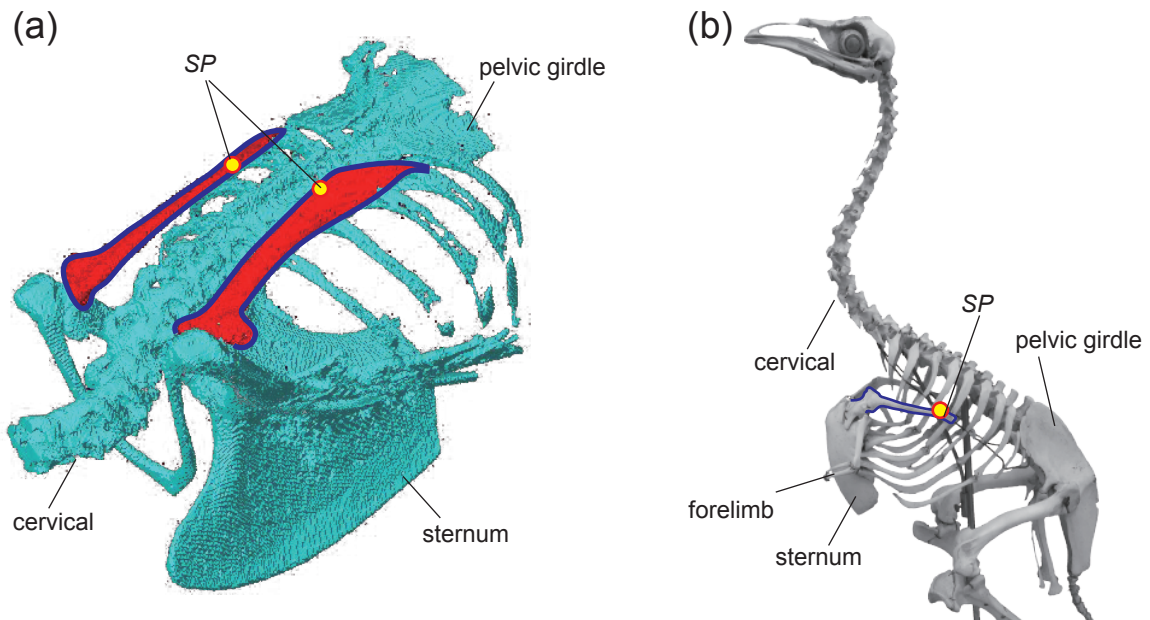 (a)
SP
pelvic girdle
cervical
sternum
(b)
SP
cervical
pelvic girdle
forelimb
sternum